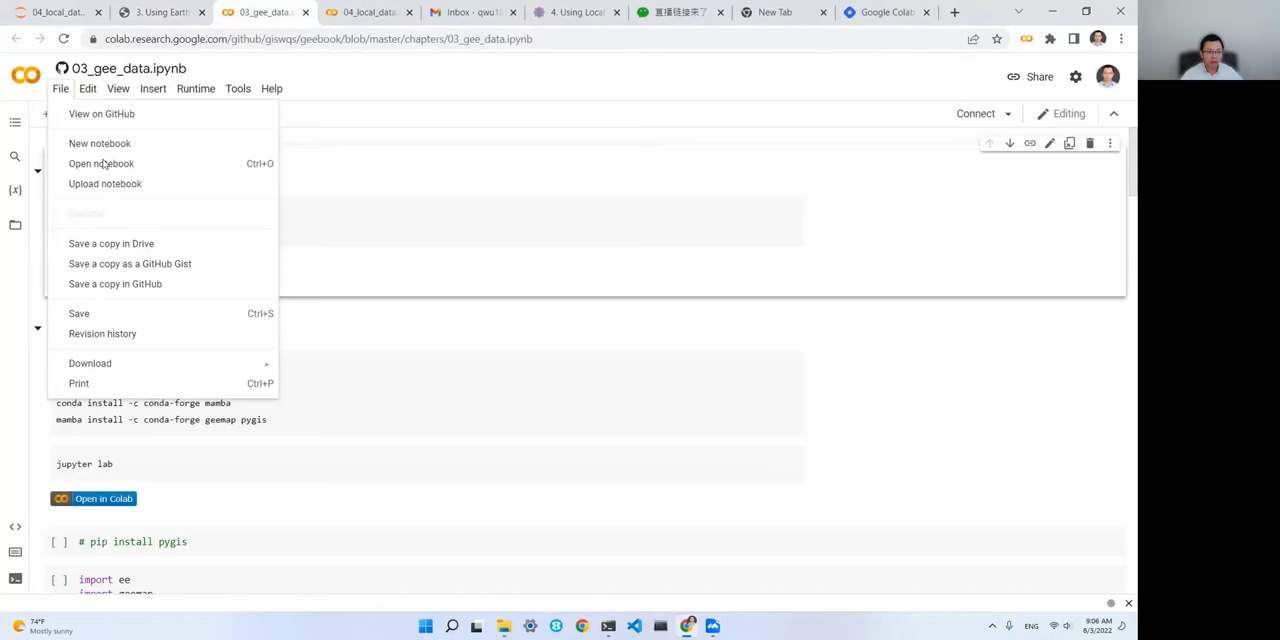 04_local_dat
3. Using Earth
03_gee_data.i
04_local_data.
Inbox - qwu18
4. Using Local
直播链接来了
New Tab
Google Colab
colab.research.google.com/github/giswqs/geebook/blob/master/chapters/03_gee_data.ipynb
03_gee_data.ipynb
Share
File Edit View Insert Runtime Tools Help
View on GitHub
Connect
Editing
New notebook
Open notebook Ctrl+O
Upload notebook
Rename
Save a copy in Drive
Save a copy as a GitHub Gist
Save a copy in GitHub
Save Ctrl+S
Revision history
Download
Print Ctrl+P
conda install -c conda-forge mamba
mamba install -c conda-forge geemap pygis
jupyter lab
Open in Colab
[ ] # pip install pygis
[ ] import ee
import geemap
74°F
Mostly sunny
ENG
9:06 AM
8/3/2022